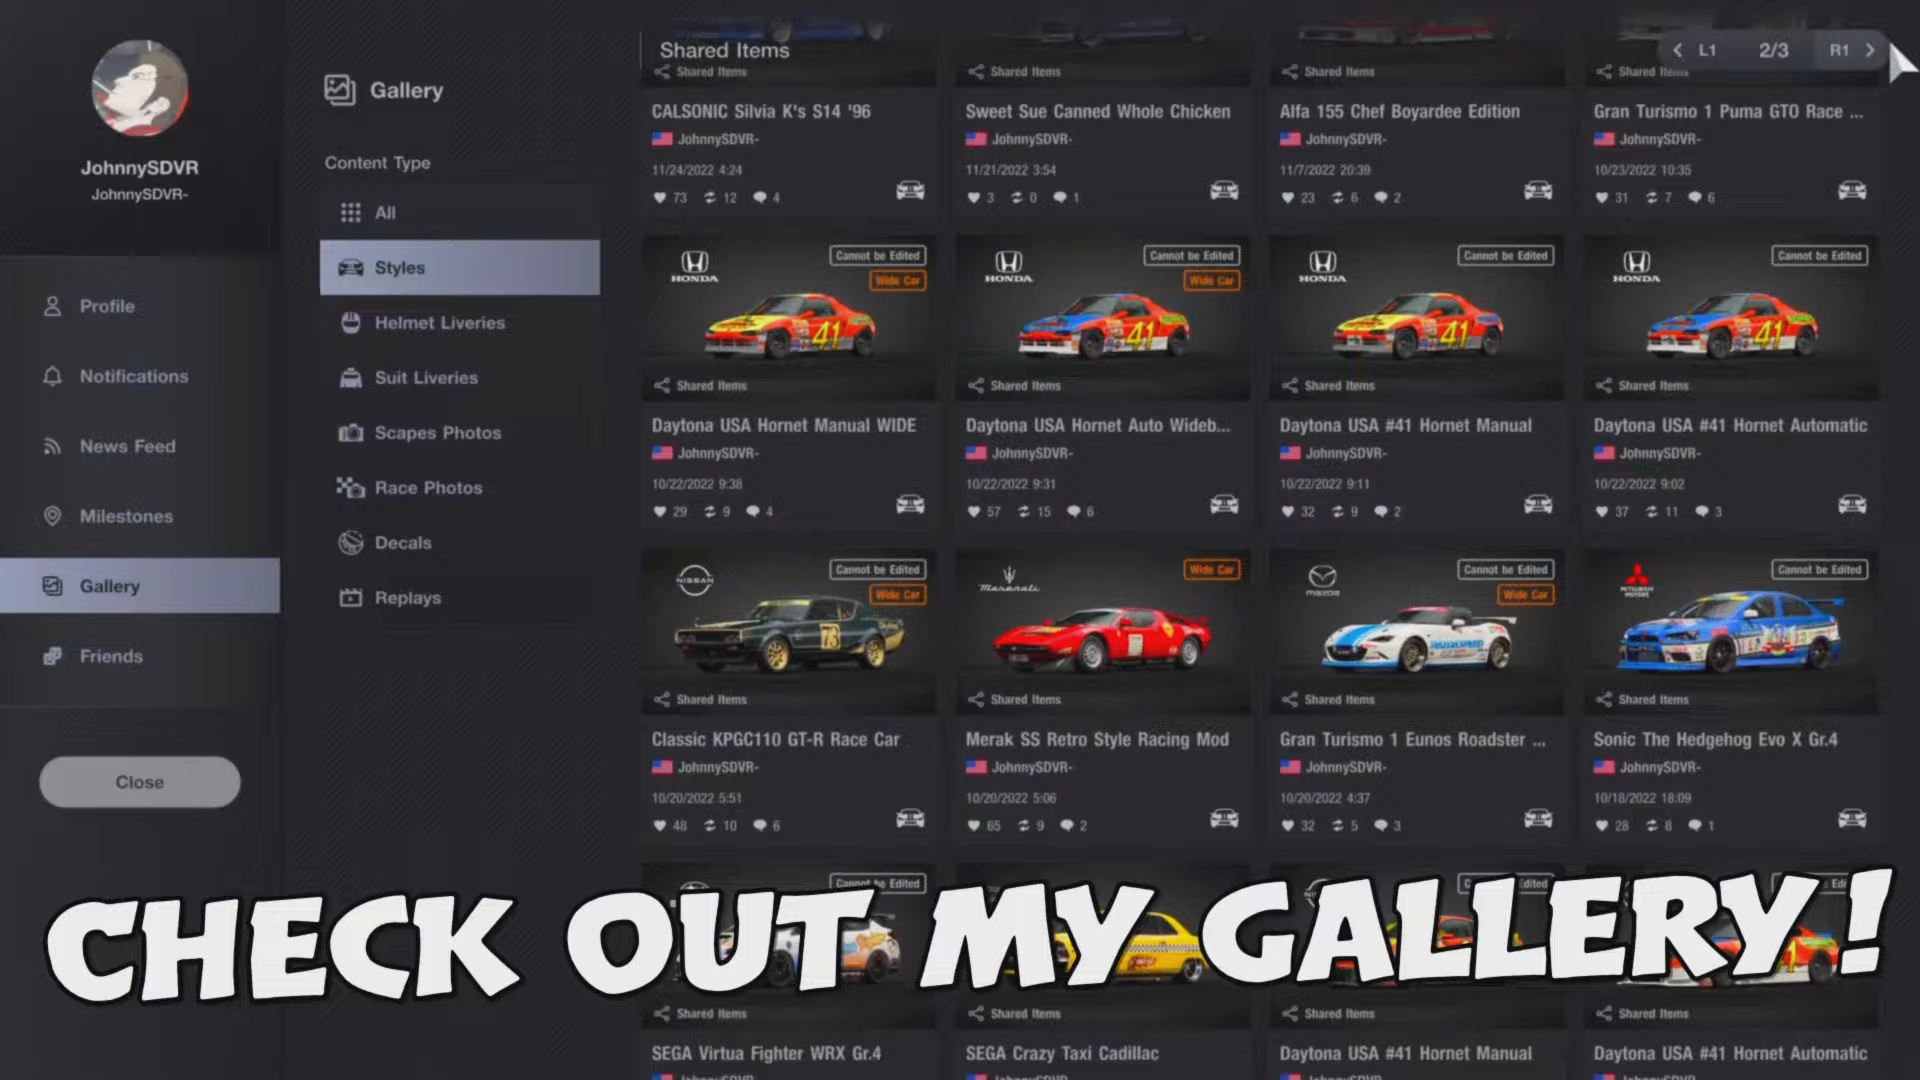 JohnnySDVR
JohnnySDVR-
Profile
Notifications
News Feed
Milestones
Gallery
Friends
Close
Gallery
Content Type
All
Styles
Helmet Liveries
Suit Liveries
Scapes Photos
Race Photos
Decals
Replays
Shared Items
L1 2/3 R1
Shared Items Shared Items Shared Items Shared Items
CALSONIC Silvia K's S14 '96 Sweet Sue Canned Whole Chicken Alfa 155 Chef Boyardee Edition Gran Turismo 1 Puma GTO Race ...
JohnnySDVR- JohnnySDVR- JohnnySDVR- JohnnySDVR-
11/24/2022 4:24 11/21/2022 3:54 11/7/2022 20:39 10/23/2022 10:35
73 12 4 3 0 1 23 6 2 31 7 6
HONDA Cannot be Edited HONDA Cannot be Edited HONDA Cannot be Edited HONDA Cannot be Edited
Wide Car Wide Car
41 41 41 41
Shared Items Shared Items Shared Items Shared Items
Daytona USA Hornet Manual WIDE Daytona USA Hornet Auto Wideb... Daytona USA #41 Hornet Manual Daytona USA #41 Hornet Automatic
JohnnySDVR- JohnnySDVR- JohnnySDVR- JohnnySDVR-
10/22/2022 9:38 10/22/2022 9:31 10/22/2022 9:11 10/22/2022 9:02
29 9 4 57 15 6 32 9 2 37 11 3
NISSAN Cannot be Edited Maserati Wide Car mazda Cannot be Edited MITSUBISHI MOTORS Cannot be Edited
Wide Car Wide Car
73 MAZDASPEED
Shared Items Shared Items Shared Items Shared Items
Classic KPGC110 GT-R Race Car Merak SS Retro Style Racing Mod Gran Turismo 1 Eunos Roadster ... Sonic The Hedgehog Evo X Gr.4
JohnnySDVR- JohnnySDVR- JohnnySDVR- JohnnySDVR-
10/20/2022 5:51 10/20/2022 5:06 10/20/2022 4:37 10/18/2022 18:09
48 10 6 65 9 2 32 5 3 28 8 1
Cannot be Edited
CHECK OUT MY GALLERY!
Shared Items Shared Items Shared Items Shared Items
SEGA Virtua Fighter WRX Gr.4 SEGA Crazy Taxi Cadillac Daytona USA #41 Hornet Manual Daytona USA #41 Hornet Automatic